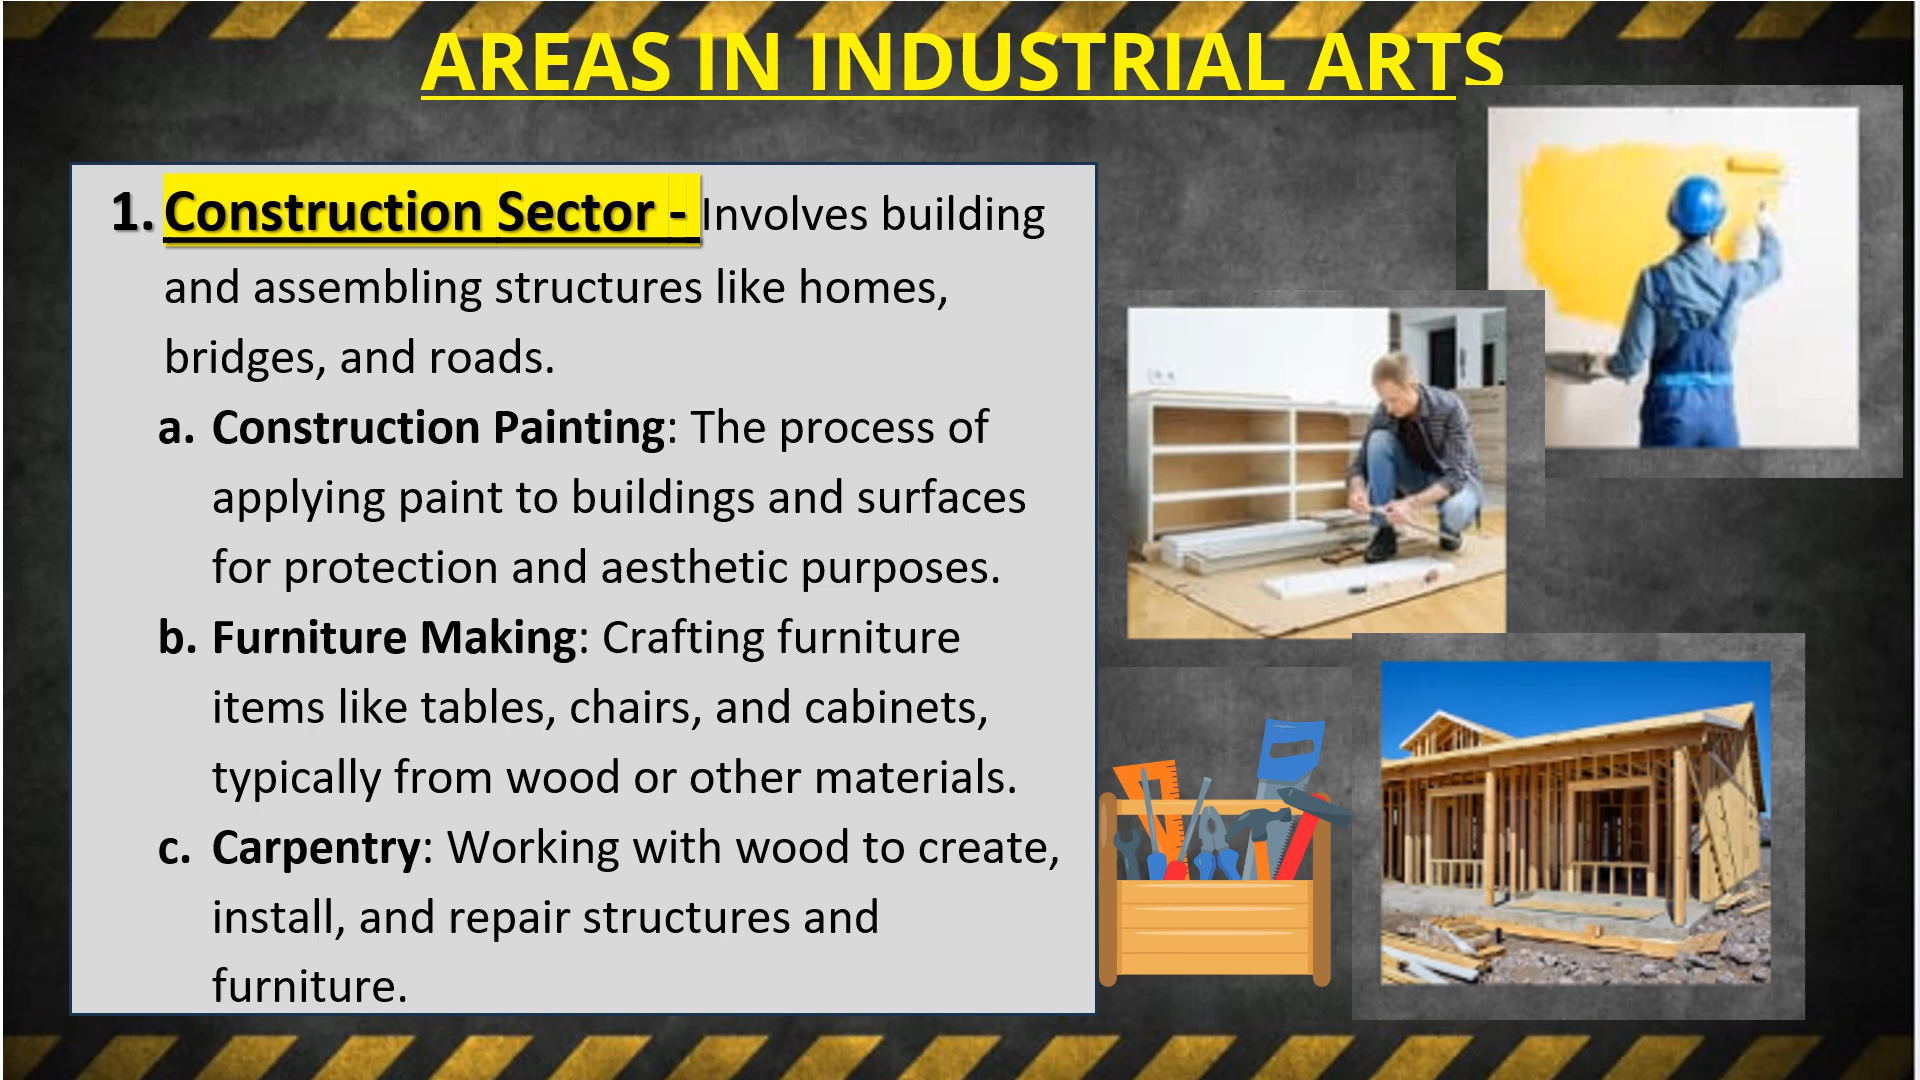 AREAS IN INDUSTRIAL ARTS
1. Construction Sector - Involves building
and assembling structures like homes,
bridges, and roads.
a. Construction Painting: The process of
applying paint to buildings and surfaces
for protection and aesthetic purposes.
b. Furniture Making: Crafting furniture
items like tables, chairs, and cabinets,
typically from wood or other materials.
c. Carpentry: Working with wood to create,
install, and repair structures and
furniture.